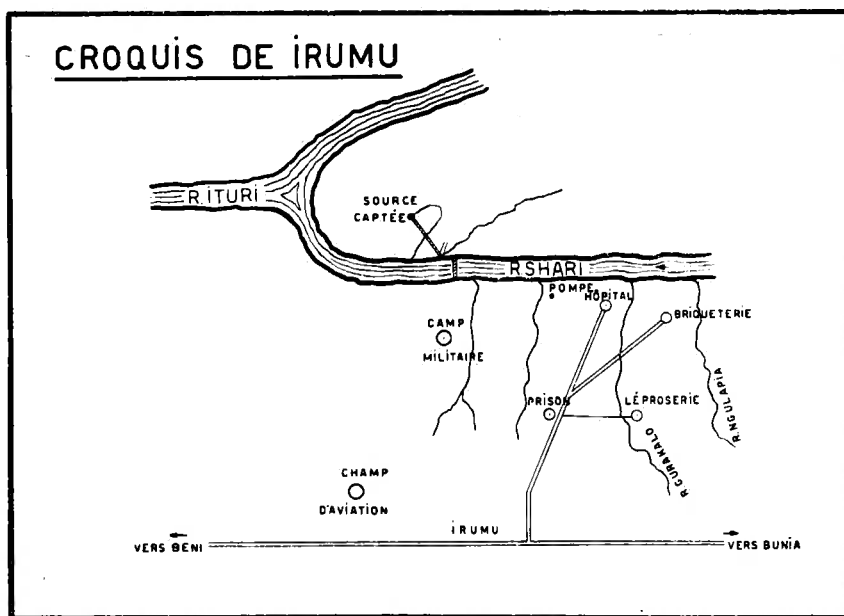 CROQUIS DE IRUMU
R.ITURI
SOURCE
CAPTÉE
R.SHARI
POMPE
HÔPITAL
BRIQUETERIE
CAMP
MILITAIRE
PRISON
LÉPROSERIE
R.NGULAPIA
R.GURAKALO
CHAMP
D'AVIATION
IRUMU
VERS BENI
VERS BUNIA